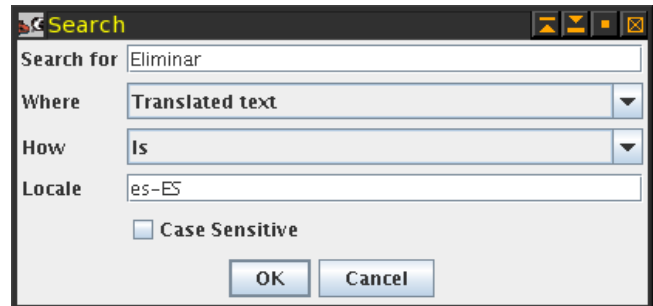 Search
Search for Eliminar
Where Translated text
How Is
Locale es-ES
Case Sensitive
OK Cancel